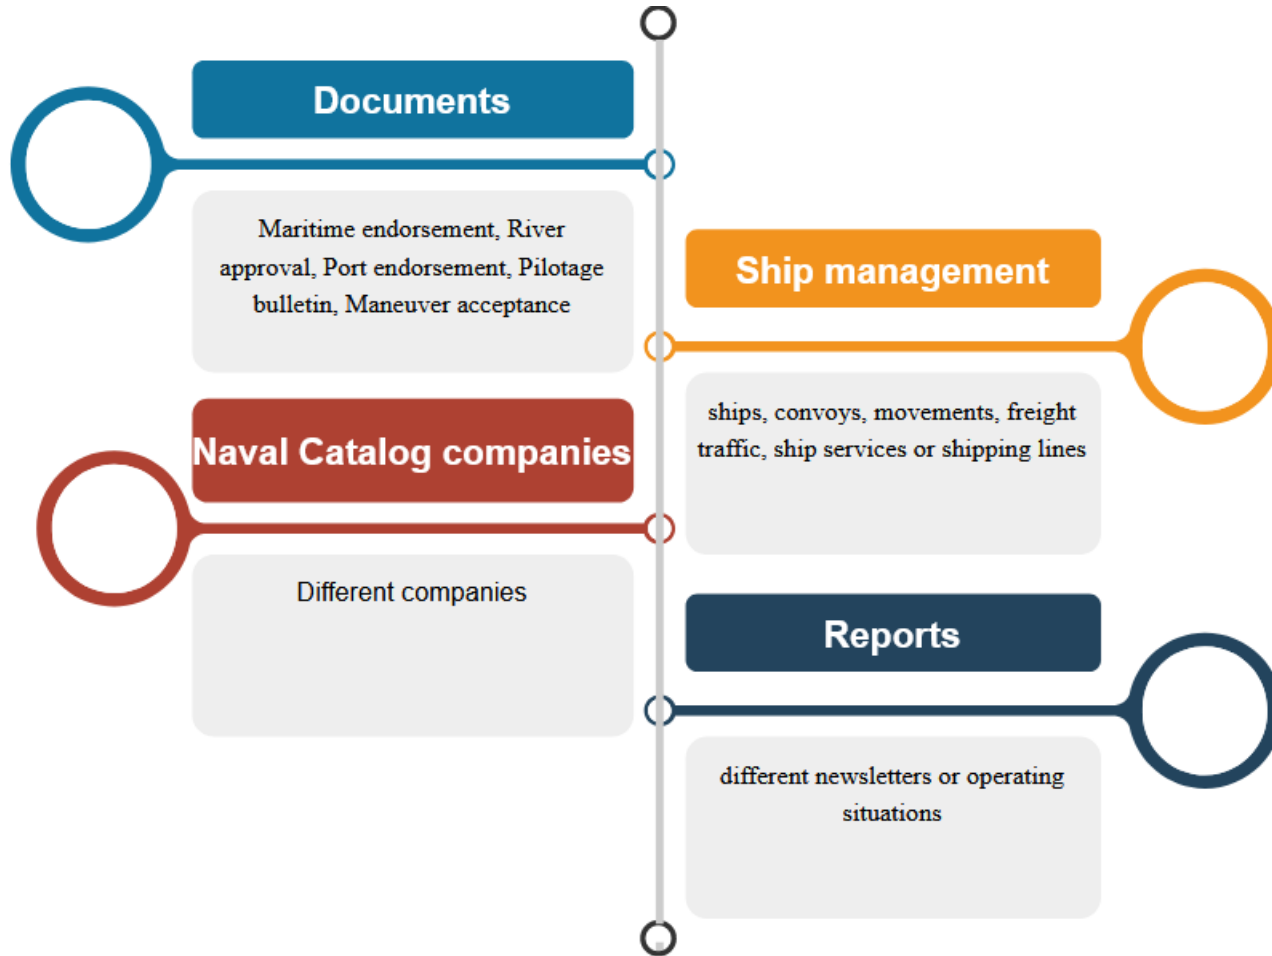 Documents
Maritime endorsement, River
approval, Port endorsement, Pilotage
bulletin, Maneuver acceptance
Ship management
ships, convoys, movements, freight
traffic, ship services or shipping lines
Naval Catalog companies
Different companies
Reports
different newsletters or operating
situations